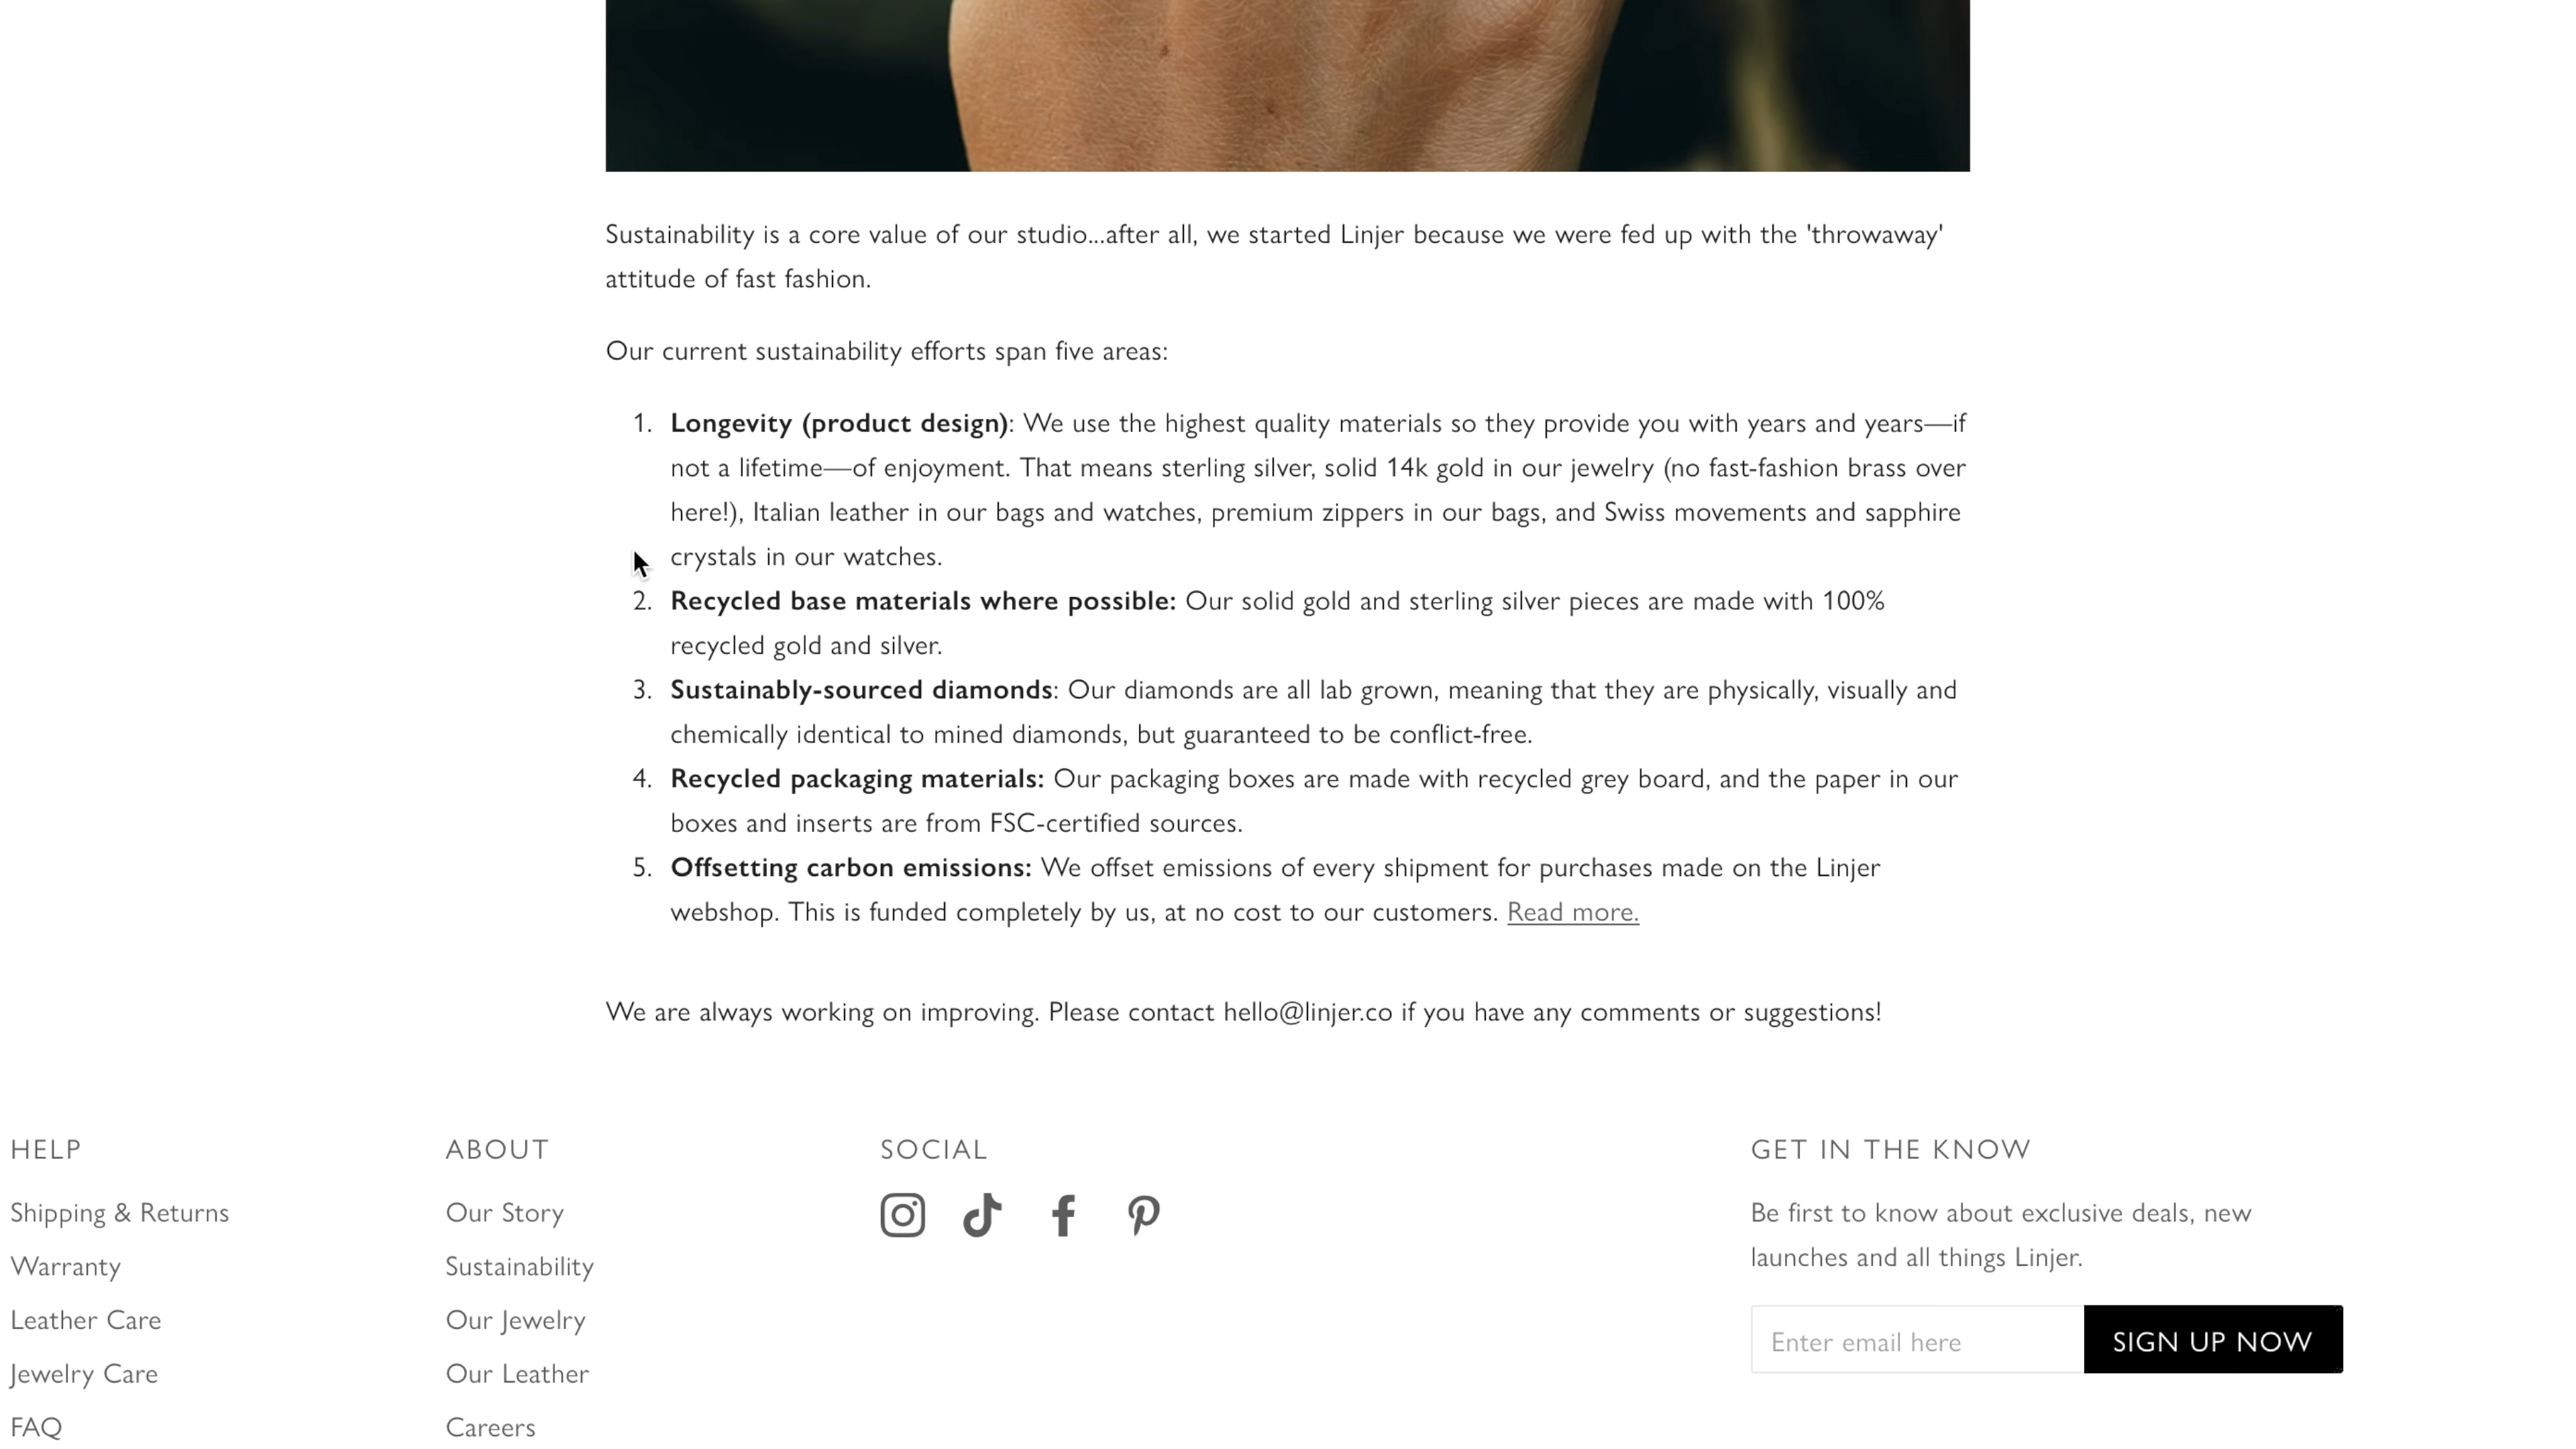 Sustainability is a core value of our studio...after all, we started Linjer because we were fed up with the 'throwaway'
attitude of fast fashion.
Our current sustainability efforts span five areas:
1. Longevity (product design): We use the highest quality materials so they provide you with years and years—if
not a lifetime—of enjoyment. That means sterling silver, solid 14k gold in our jewelry (no fast-fashion brass over
here!), Italian leather in our bags and watches, premium zippers in our bags, and Swiss movements and sapphire
crystals in our watches.
2. Recycled base materials where possible: Our solid gold and sterling silver pieces are made with 100%
recycled gold and silver.
3. Sustainably-sourced diamonds: Our diamonds are all lab grown, meaning that they are physically, visually and
chemically identical to mined diamonds, but guaranteed to be conflict-free.
4. Recycled packaging materials: Our packaging boxes are made with recycled grey board, and the paper in our
boxes and inserts are from FSC-certified sources.
5. Offsetting carbon emissions: We offset emissions of every shipment for purchases made on the Linjer
webshop. This is funded completely by us, at no cost to our customers. Read more.
We are always working on improving. Please contact hello@linjer.co if you have any comments or suggestions!
HELP
Shipping & Returns
Warranty
Leather Care
Jewelry Care
FAQ
ABOUT
Our Story
Sustainability
Our Jewelry
Our Leather
Careers
SOCIAL
GET IN THE KNOW
Be first to know about exclusive deals, new
launches and all things Linjer.
Enter email here
SIGN UP NOW